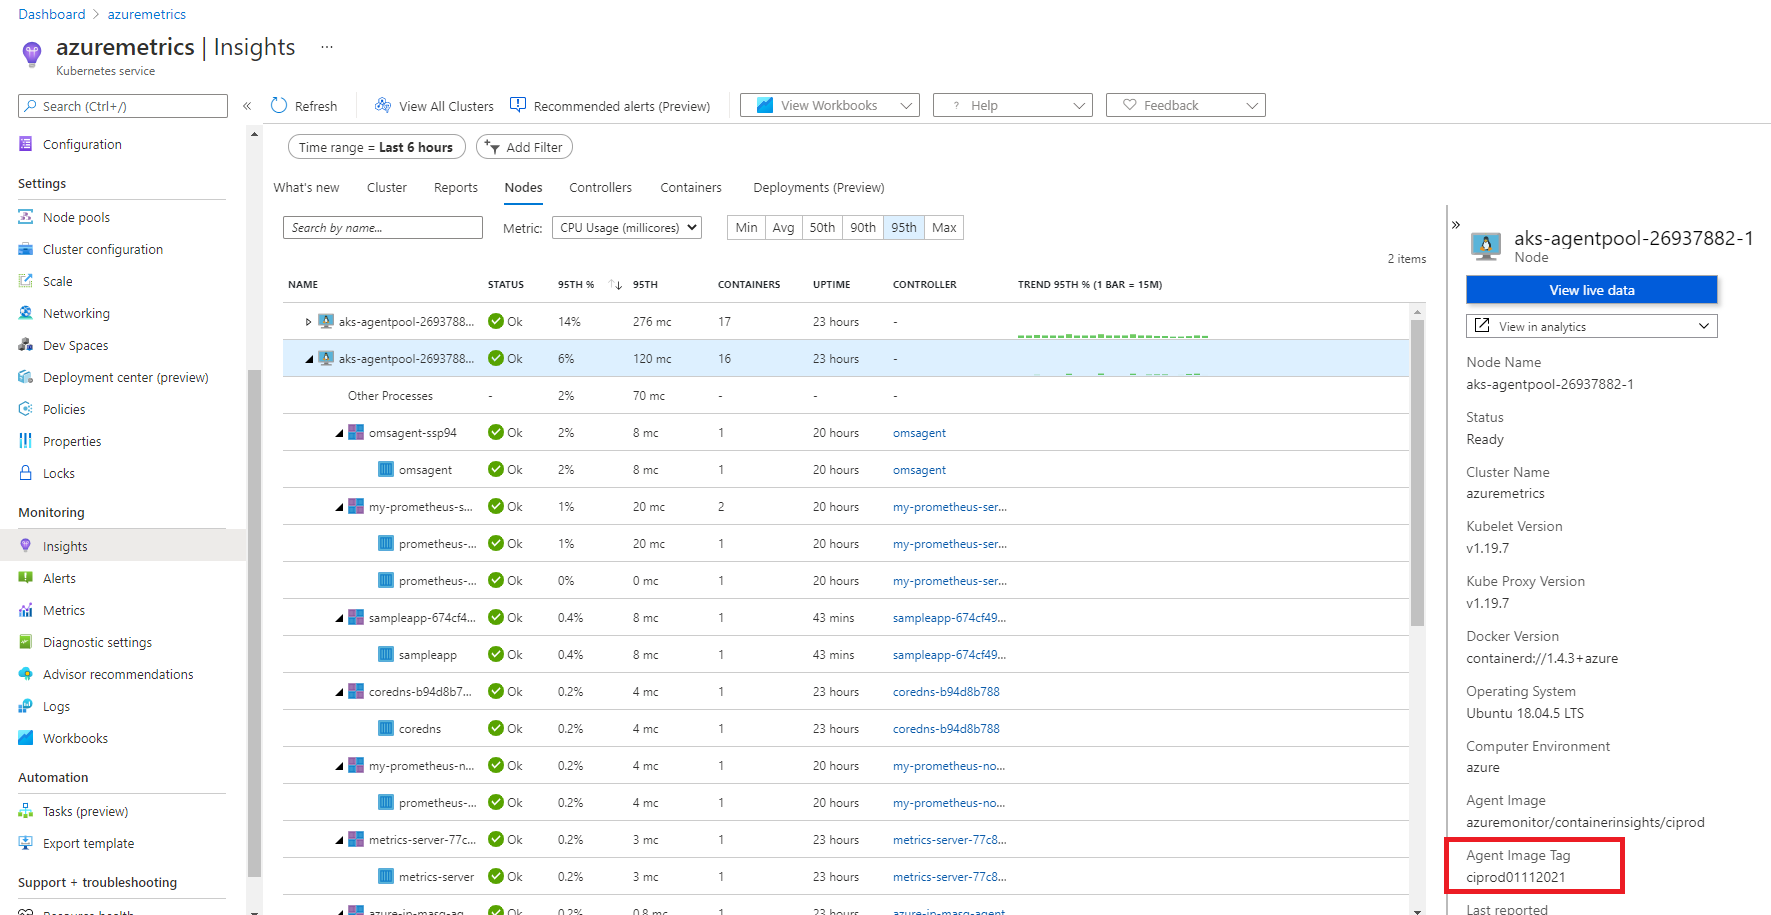 Dashboard > azuremetrics
azuremetrics | Insights ...
Kubernetes service
Search (Ctrl+/)
«
Refresh
View All Clusters
Recommended alerts (Preview)
View Workbooks
? Help
Feedback
Configuration
Settings
Node pools
Cluster configuration
Scale
Networking
Dev Spaces
Deployment center (preview)
Policies
Properties
Locks
Monitoring
Insights
Alerts
Metrics
Diagnostic settings
Advisor recommendations
Logs
Workbooks
Automation
Tasks (preview)
Export template
Support + troubleshooting
Resource health
Time range = Last 6 hours
Add Filter
What's new Cluster Reports Nodes Controllers Containers Deployments (Preview)
Search by name...
Metric: CPU Usage (millicores)
Min Avg 50th 90th 95th Max
2 items
NAME STATUS 95TH % ↑↓ 95TH CONTAINERS UPTIME CONTROLLER TREND 95TH % (1 BAR = 15M)
aks-agentpool-2693788... Ok 14% 276 mc 17 23 hours -
aks-agentpool-2693788... Ok 6% 120 mc 16 23 hours -
Other Processes - 2% 70 mc - - -
omsagent-ssp94 Ok 2% 8 mc 1 20 hours omsagent
omsagent Ok 2% 8 mc 1 20 hours omsagent
my-prometheus-s... Ok 1% 20 mc 2 20 hours my-prometheus-ser...
prometheus-... Ok 1% 20 mc 1 20 hours my-prometheus-ser...
prometheus-... Ok 0% 0 mc 1 20 hours my-prometheus-ser...
sampleapp-674cf4... Ok 0.4% 8 mc 1 43 mins sampleapp-674cf49...
sampleapp Ok 0.4% 8 mc 1 43 mins sampleapp-674cf49...
coredns-b94d8b7... Ok 0.2% 4 mc 1 23 hours coredns-b94d8b788
coredns Ok 0.2% 4 mc 1 23 hours coredns-b94d8b788
my-prometheus-n... Ok 0.2% 4 mc 1 20 hours my-prometheus-no...
prometheus-... Ok 0.2% 4 mc 1 20 hours my-prometheus-no...
metrics-server-77c... Ok 0.2% 3 mc 1 23 hours metrics-server-77c8...
metrics-server Ok 0.2% 3 mc 1 23 hours metrics-server-77c8...
azure-ip-masq-ag... Ok 0.2% 0.8 mc 1 23 hours azure-ip-masq-agent
»
aks-agentpool-26937882-1
Node
View live data
View in analytics
Node Name
aks-agentpool-26937882-1
Status
Ready
Cluster Name
azuremetrics
Kubelet Version
v1.19.7
Kube Proxy Version
v1.19.7
Docker Version
containerd://1.4.3+azure
Operating System
Ubuntu 18.04.5 LTS
Computer Environment
azure
Agent Image
azuremonitor/containerinsights/ciprod
Agent Image Tag
ciprod01112021
Last reported